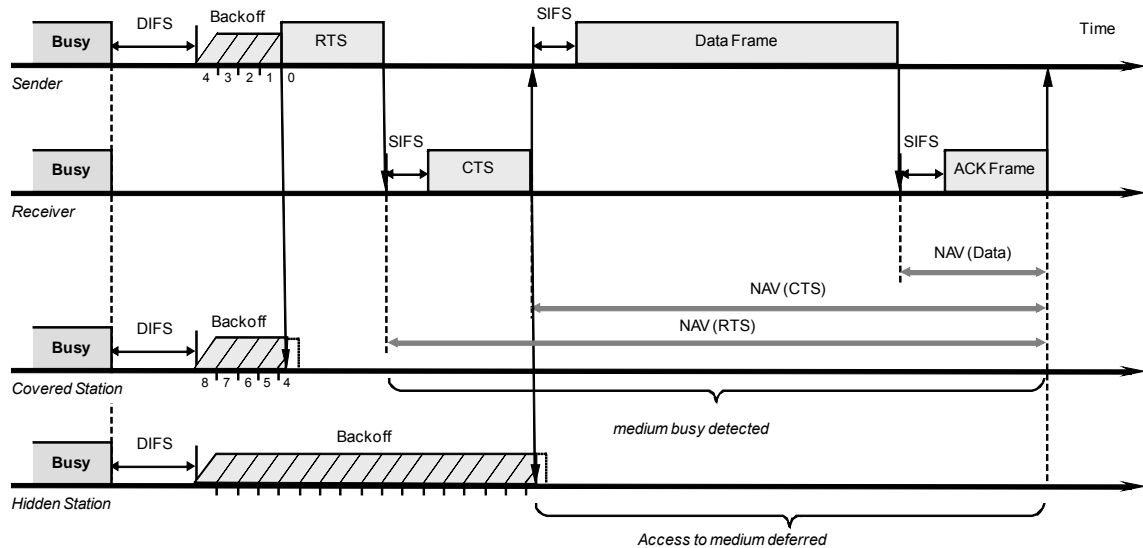 DIFS
Backoff
SIFS
Busy
RTS
Data Frame
Time
4 3 2 1 0
Sender
SIFS
SIFS
Busy
CTS
ACK Frame
Receiver
NAV (Data)
NAV (CTS)
DIFS
Backoff
NAV (RTS)
Busy
Covered Station
8 7 6 5 4
medium busy detected
DIFS
Backoff
Busy
Hidden Station
Access to medium deferred